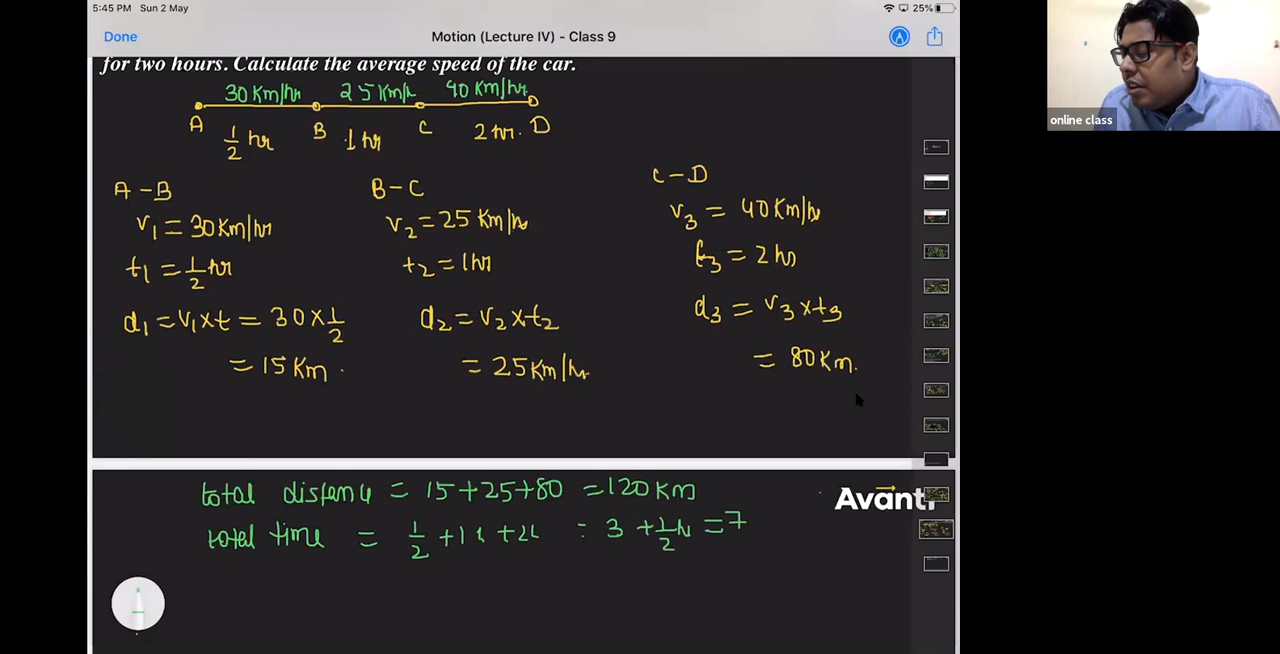 5:45 PM Sun 2 May
25%
Done
Motion (Lecture IV) - Class 9
for two hours. Calculate the average speed of the car.
30 Km/hr 25 Km/h 40 Km/hr
A B C D
1/2 hr 1 hr 2 hr.
A - B
V1 = 30 Km/hr
t1 = 1/2 hr
d1 = V1 x t = 30 x 1/2
= 15 Km
B - C
V2 = 25 Km/hr
t2 = 1 hr
d2 = V2 x t2
= 25 Km/hr
C - D
V3 = 40 Km/hr
t3 = 2 hr
d3 = V3 x t3
= 80 Km.
total distance = 15 + 25 + 80 = 120 Km
total time = 1/2 + 1 + 2 = 3 + 1/2 h = 7
Avanti
online class